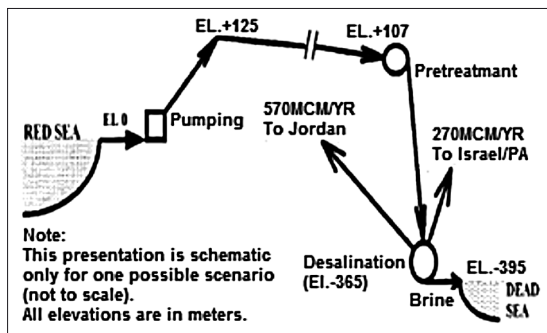 EL.+125
EL.+107
Pretreatmant
570MCM/YR
To Jordan
270MCM/YR
To Israel/PA
RED SEA
EL 0
Pumping
Note:
This presentation is schematic
only for one possible scenario
(not to scale).
All elevations are in meters.
Desalination
(El.-365)
EL.-395
Brine
DEAD
SEA